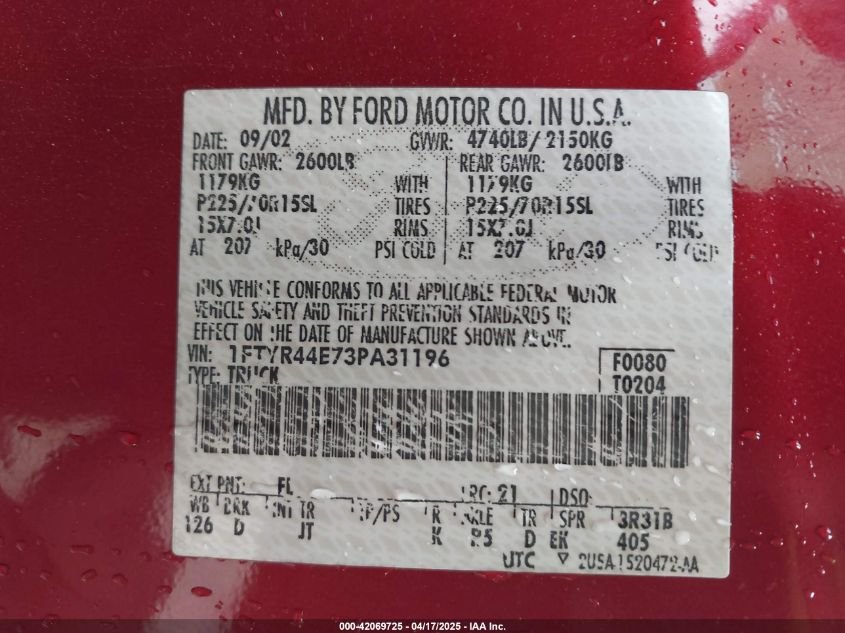 MFD. BY FORD MOTOR CO. IN U.S.A.
DATE: 09/02 GVWR: 4740LB/ 2150KG
FRONT GAWR: 2600LB REAR GAWR: 2600LB
1179KG WITH 1179KG WITH
P225/70R15SL TIRES P225/70R15SL TIRES
15X7.0J RIMS 15X7.0J RIMS
AT 207 kPa/30 PSI COLD AT 207 kPa/30 PSI COLD
THIS VEHICLE CONFORMS TO ALL APPLICABLE FEDERAL MOTOR
VEHICLE SAFETY AND THEFT PREVENTION STANDARDS IN
EFFECT ON THE DATE OF MANUFACTURE SHOWN ABOVE.
VIN: 1FTYR44E73PA31196 F0080
TYPE: TRUCK T0204
EXT PNT: FL RC: 21 DSO:
WB BRK INT TR TP/PS R AXLE TR SPR 3R31B
126 D JT K R5 D EK 405
UTC ▽ 2USA1520472-AA
000-42069725 - 04/17/2025 - IAA Inc.